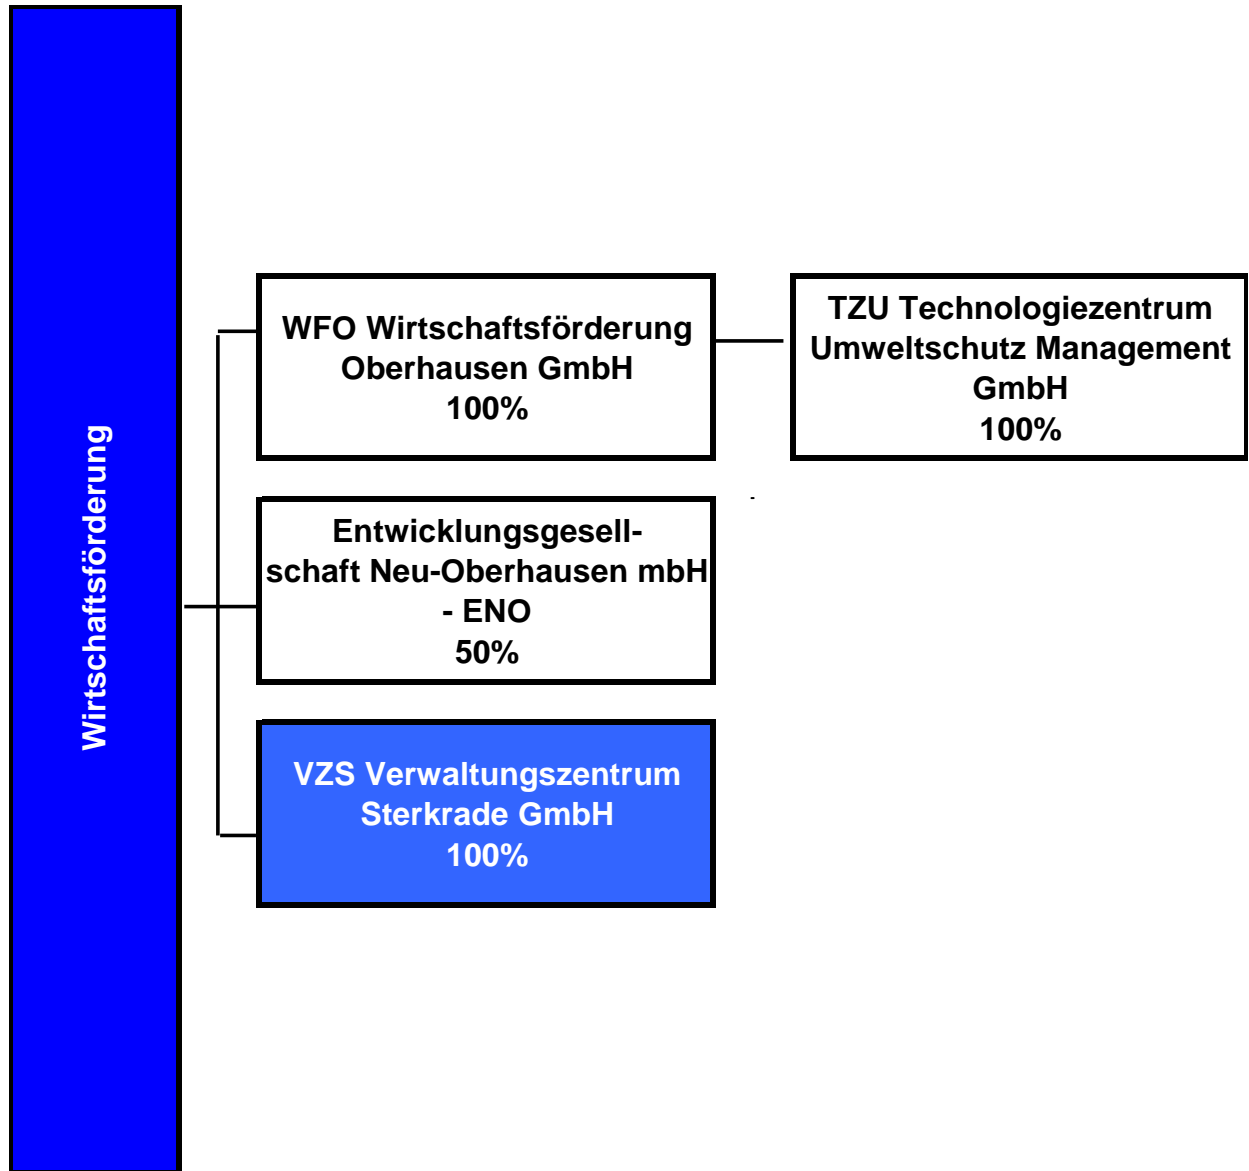 Wirtschaftsförderung
WFO Wirtschaftsförderung
Oberhausen GmbH
100%
TZU Technologiezentrum
Umweltschutz Management
GmbH
100%
Entwicklungsgesell-
schaft Neu-Oberhausen mbH
- ENO
50%
VZS Verwaltungszentrum
Sterkrade GmbH
100%